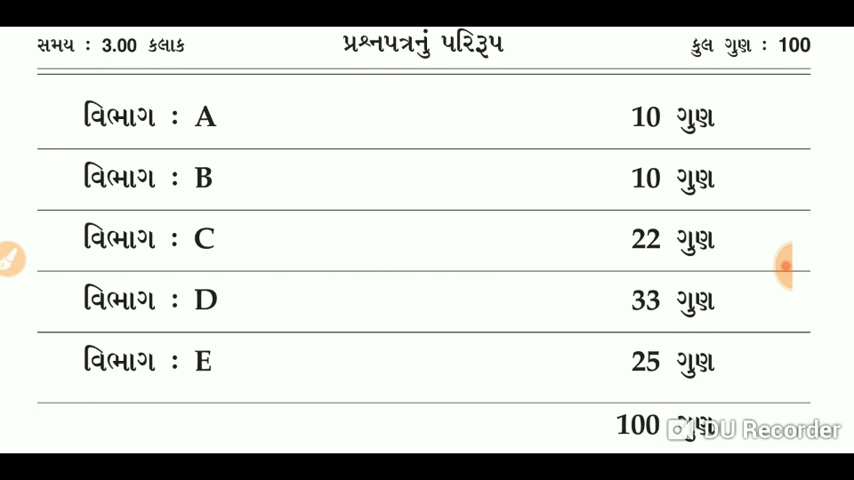 સમય : 3.00 કલાક પ્રશ્નપત્રનું પરિરૂપ કુલ ગુણ : 100
વિભાગ : A 10 ગુણ
વિભાગ : B 10 ગુણ
વિભાગ : C 22 ગુણ
વિભાગ : D 33 ગુણ
વિભાગ : E 25 ગુણ
100 ગુણ
DU Recorder